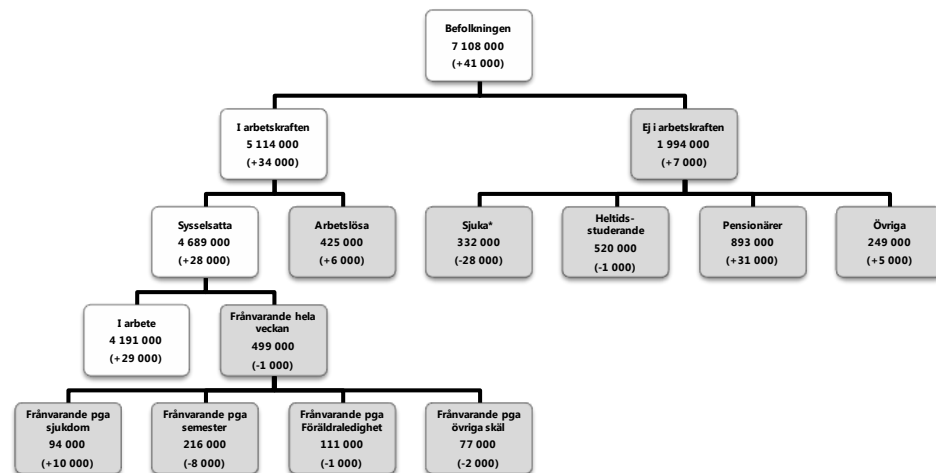 Befolkningen
7 108 000
(+41 000)
I arbetskraften
5 114 000
(+34 000)
Ej i arbetskraften
1 994 000
(+7 000)
Sysselsatta
4 689 000
(+28 000)
Arbetslösa
425 000
(+6 000)
Sjuka*
332 000
(-28 000)
Heltids-
studerande
520 000
(-1 000)
Pensionärer
893 000
(+31 000)
Övriga
249 000
(+5 000)
I arbete
4 191 000
(+29 000)
Frånvarande hela
veckan
499 000
(-1 000)
Frånvarande pga
sjukdom
94 000
(+10 000)
Frånvarande pga
semester
216 000
(-8 000)
Frånvarande pga
Föräldraledighet
111 000
(-1 000)
Frånvarande pga
övriga skäl
77 000
(-2 000)